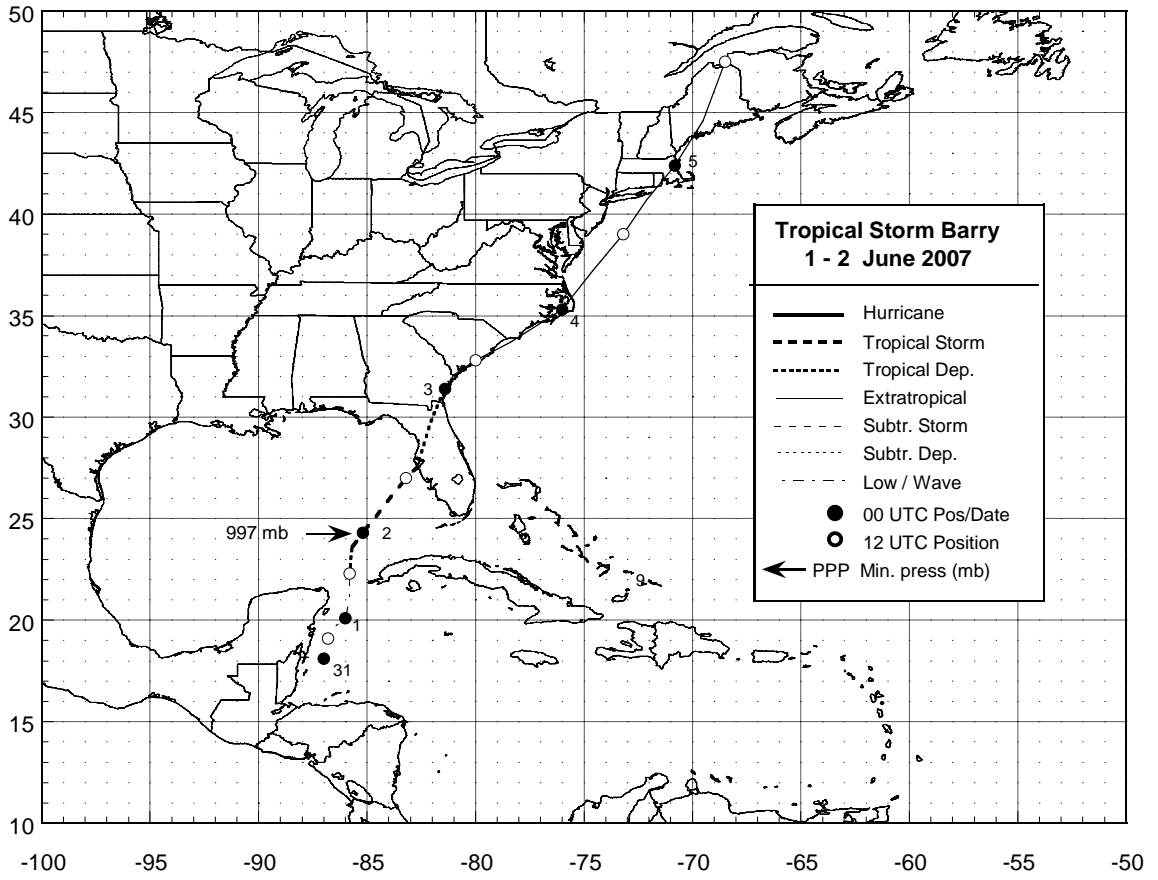 50
45
40
35
30
25
20
15
10
-100
-95
-90
-85
-80
-75
-70
-65
-60
-55
-50
5
4
3
997 mb
2
1
31
9
Tropical Storm Barry
1 - 2 June 2007
Hurricane
Tropical Storm
Tropical Dep.
Extratropical
Subtr. Storm
Subtr. Dep.
Low / Wave
00 UTC Pos/Date
12 UTC Position
PPP Min. press (mb)